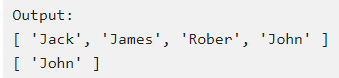 Output:
[ 'Jack', 'James', 'Rober', 'John' ]
[ 'John' ]